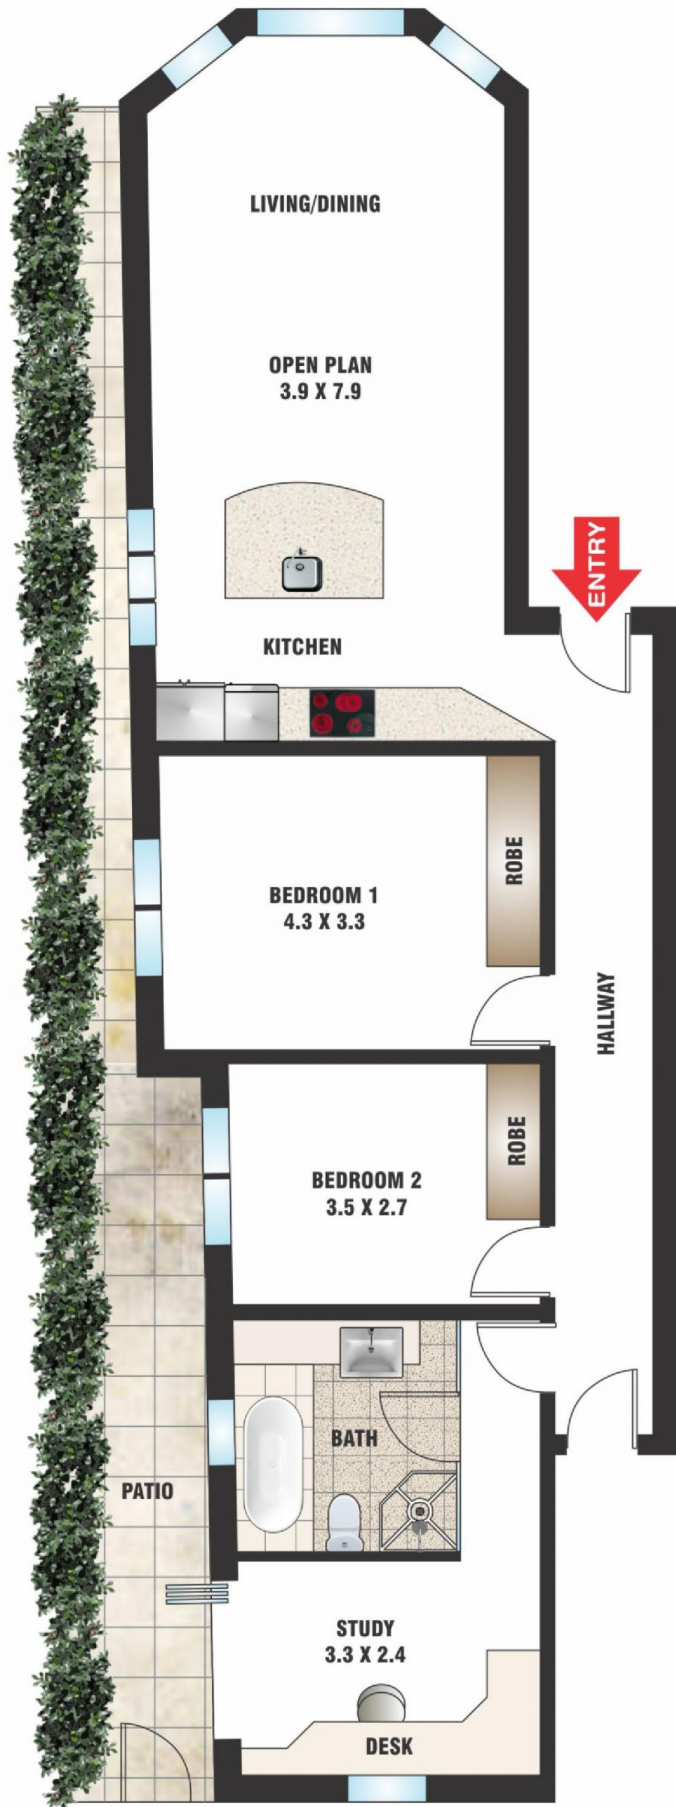 LIVING/DINING
OPEN PLAN
3.9 X 7.9
ENTRY
KITCHEN
ROBE
BEDROOM 1
4.3 X 3.3
HALLWAY
ROBE
BEDROOM 2
3.5 X 2.7
BATH
PATIO
STUDY
3.3 X 2.4
DESK